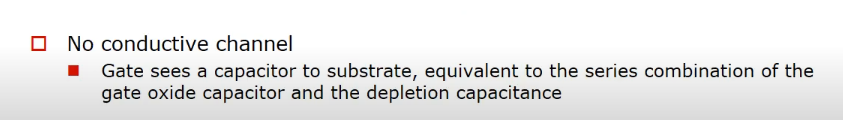 No conductive channel
Gate sees a capacitor to substrate, equivalent to the series combination of the
gate oxide capacitor and the depletion capacitance